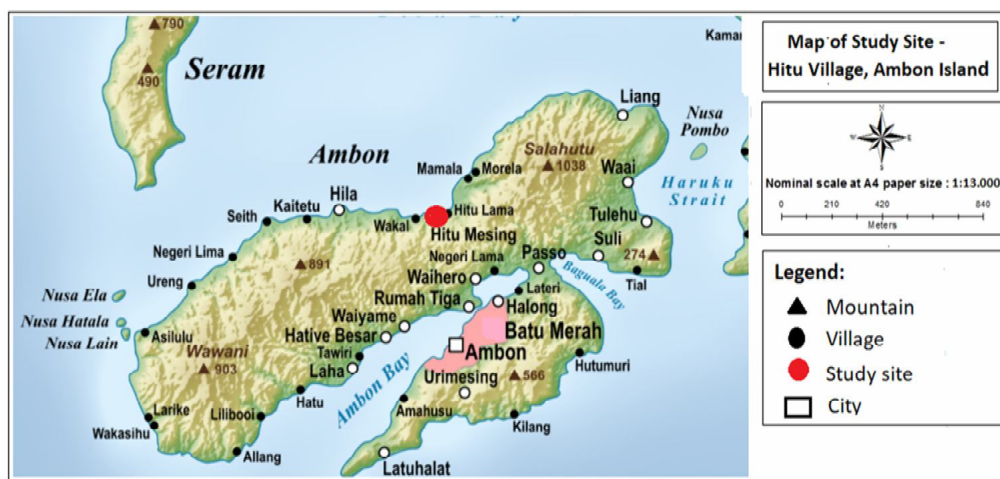 790
490
Seram
Kamar
Liang
Nusa
Pombo
Salahutu
1038
Ambon
Mamala
Morela
Waai
Haruku
Strait
Hila
Kaitetu
Seith
Wakal
Hitu Lama
Hitu Mesing
Tulehu
Suli
274
Negeri Lima
891
Negeri Lama
Passo
Baguala Bay
Tial
Ureng
Waihero
Lateri
Nusa Ela
Rumah Tiga
Halong
Nusa Hatala
Waiyame
Batu Merah
Nusa Lain
Asilulu
Hative Besar
Wawani
903
Tawiri
Laha
Ambon
Ambon Bay
Hutumuri
Urimesing
566
Hatu
Amahusu
Larike
Wakasihu
Lilibooi
Kilang
Allang
Latuhalat
Map of Study Site -
Hitu Village, Ambon Island
N
W E
S
Nominal scale at A4 paper size : 1:13.000
0 210 420 840
Meters
Legend:
Mountain
Village
Study site
City